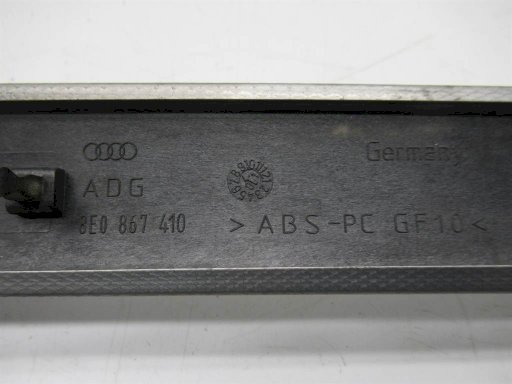 Germany
ADG
8E0 867 410
>ABS-PC GF10<